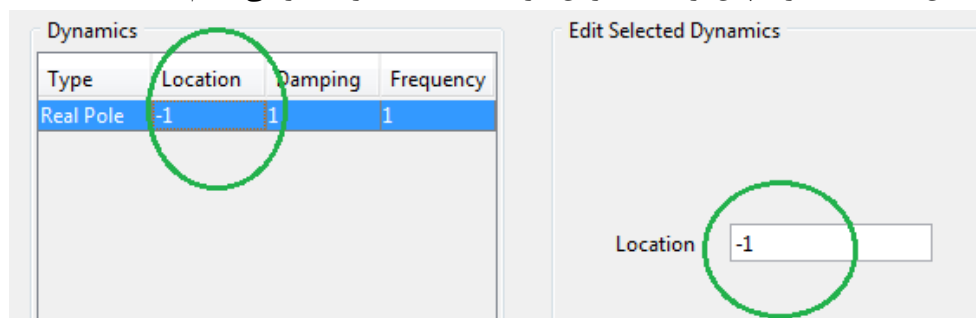 Dynamics
Edit Selected Dynamics
Type Location Damping Frequency
Real Pole -1 1 1
Location -1